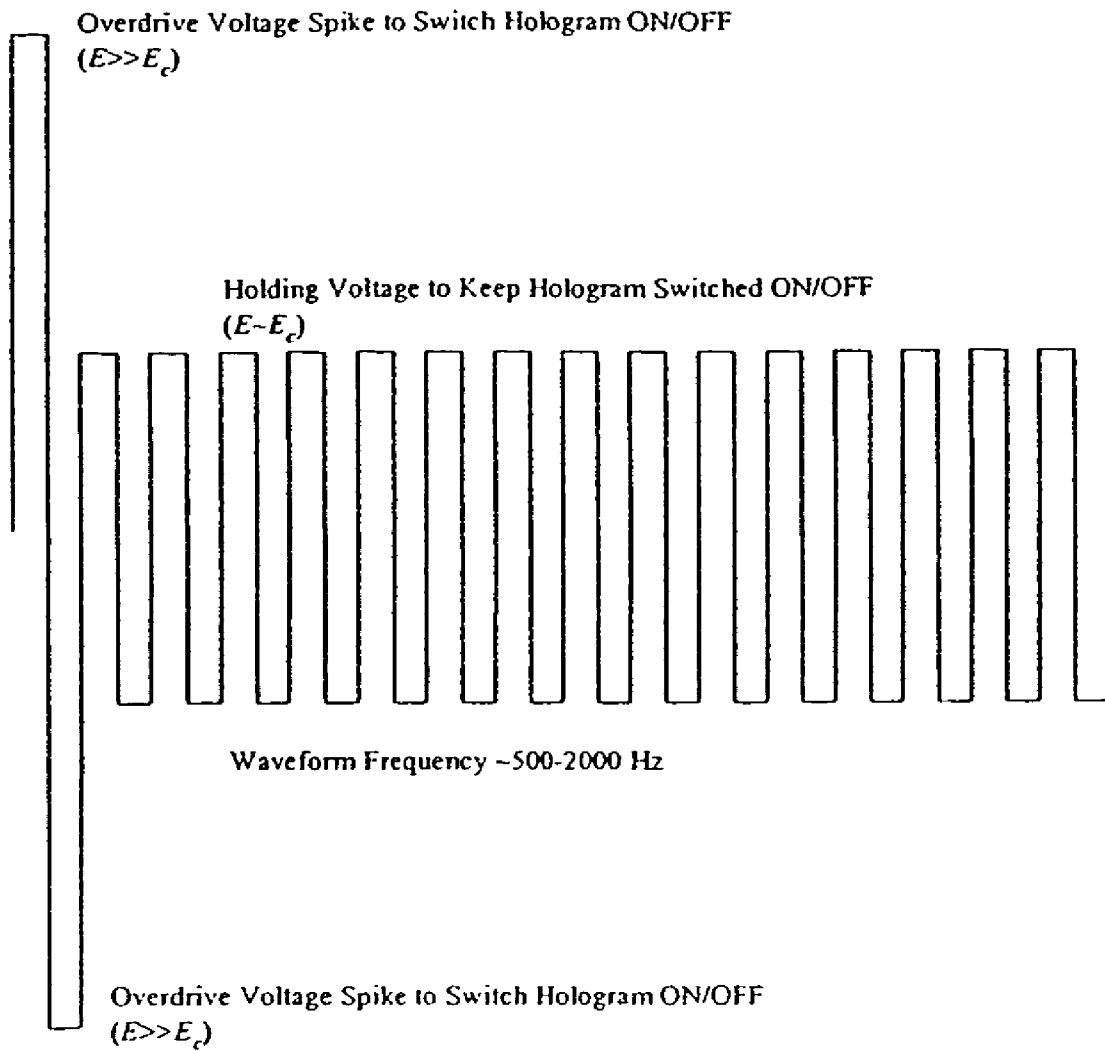 Overdrive Voltage Spike to Switch Hologram ON/OFF
(E>>E_c)
Holding Voltage to Keep Hologram Switched ON/OFF
(E~E_c)
Waveform Frequency ~500-2000 Hz
Overdrive Voltage Spike to Switch Hologram ON/OFF
(E>>E_c)